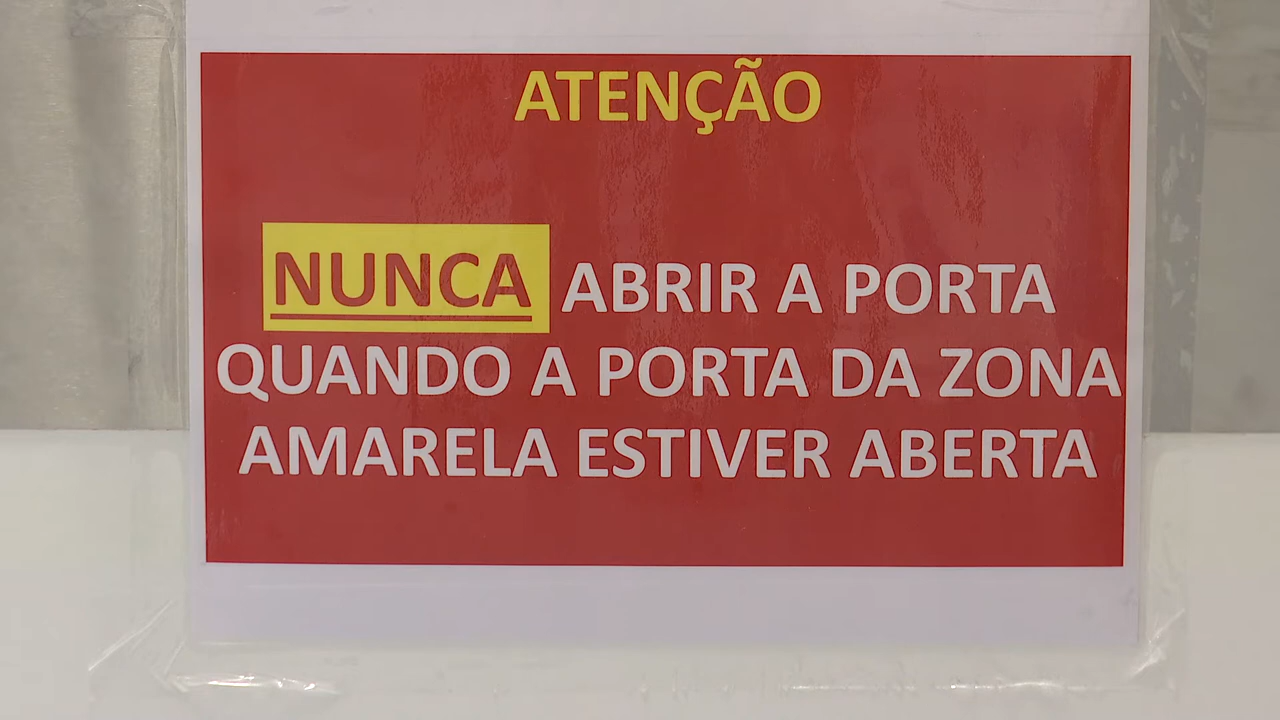 ATENÇÃO
NUNCA ABRIR A PORTA
QUANDO A PORTA DA ZONA
AMARELA ESTIVER ABERTA